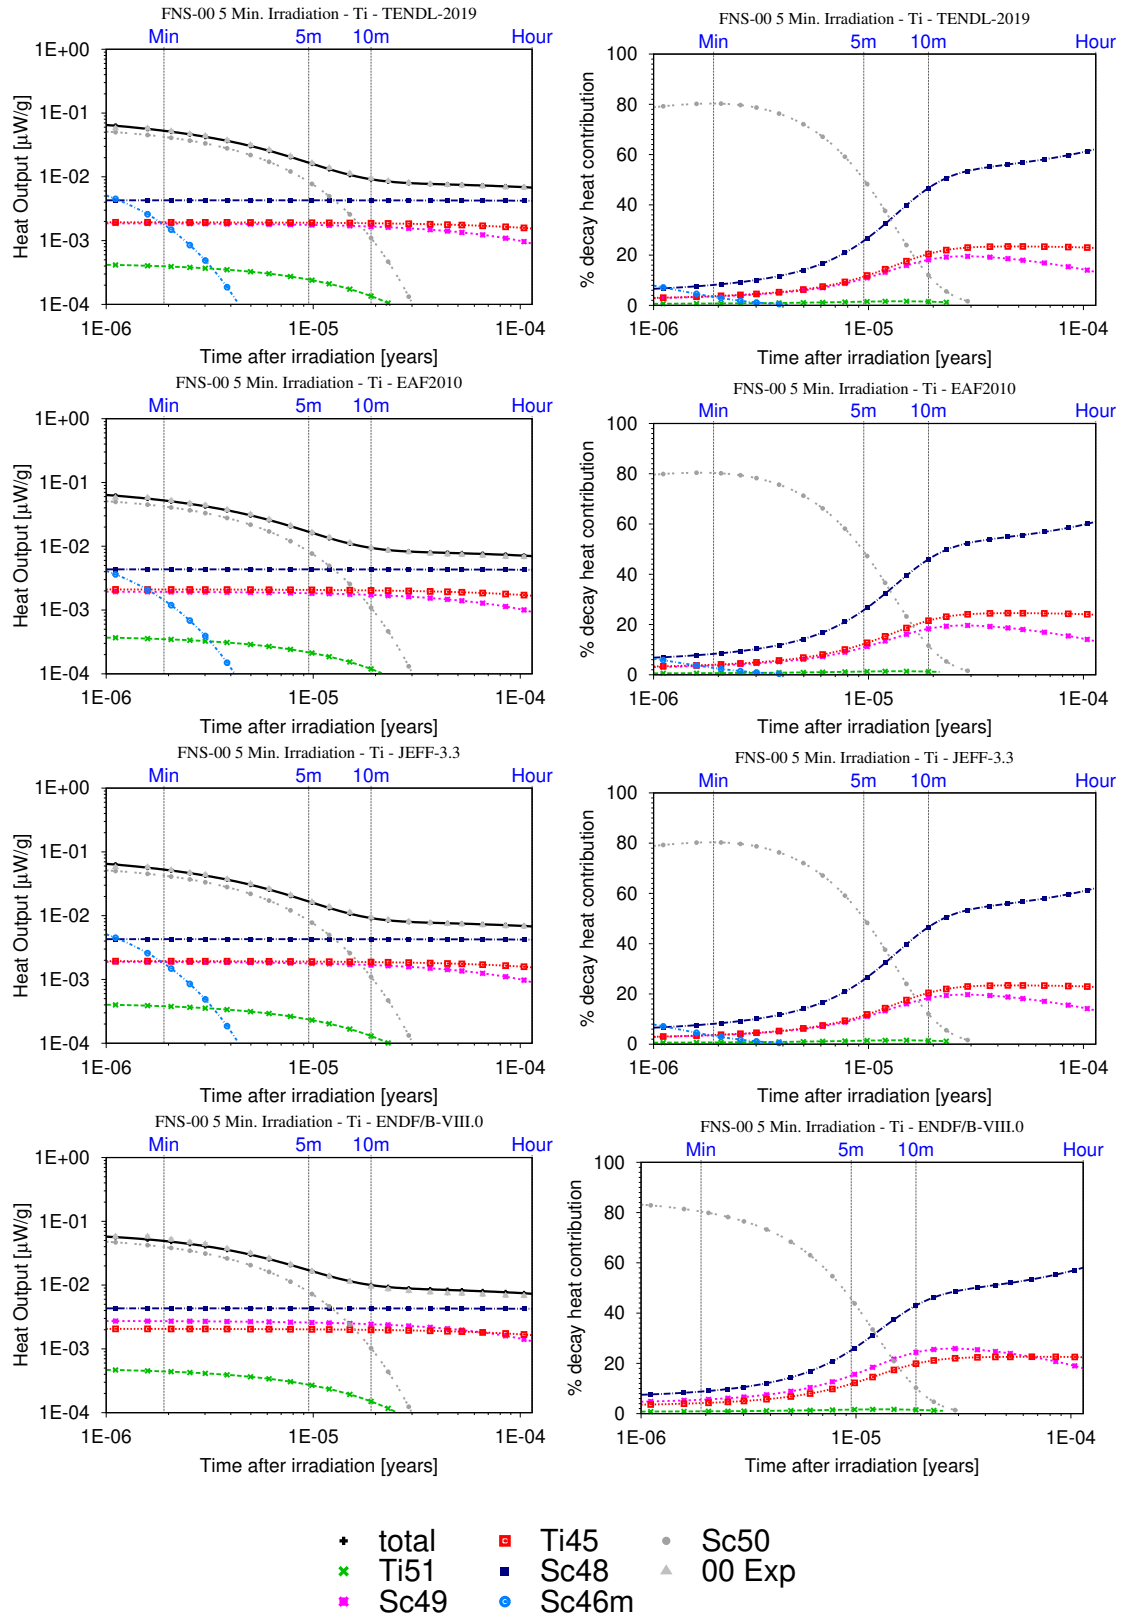 FNS-00 5 Min. Irradiation - Ti - TENDL-2019
Min 5m 10m Hour
1E+00
1E-01
1E-02
1E-03
1E-04
Heat Output [µW/g]
1E-06 1E-05 1E-04
Time after irradiation [years]
FNS-00 5 Min. Irradiation - Ti - TENDL-2019
Min 5m 10m Hour
100
80
60
40
20
0
% decay heat contribution
1E-06 1E-05 1E-04
Time after irradiation [years]
FNS-00 5 Min. Irradiation - Ti - EAF2010
Min 5m 10m Hour
1E+00
1E-01
1E-02
1E-03
1E-04
Heat Output [µW/g]
1E-06 1E-05 1E-04
Time after irradiation [years]
FNS-00 5 Min. Irradiation - Ti - EAF2010
Min 5m 10m Hour
100
80
60
40
20
0
% decay heat contribution
1E-06 1E-05 1E-04
Time after irradiation [years]
FNS-00 5 Min. Irradiation - Ti - JEFF-3.3
Min 5m 10m Hour
1E+00
1E-01
1E-02
1E-03
1E-04
Heat Output [µW/g]
1E-06 1E-05 1E-04
Time after irradiation [years]
FNS-00 5 Min. Irradiation - Ti - JEFF-3.3
Min 5m 10m Hour
100
80
60
40
20
0
% decay heat contribution
1E-06 1E-05 1E-04
Time after irradiation [years]
FNS-00 5 Min. Irradiation - Ti - ENDF/B-VIII.0
Min 5m 10m Hour
1E+00
1E-01
1E-02
1E-03
1E-04
Heat Output [µW/g]
1E-06 1E-05 1E-04
Time after irradiation [years]
FNS-00 5 Min. Irradiation - Ti - ENDF/B-VIII.0
Min 5m 10m Hour
100
80
60
40
20
0
% decay heat contribution
1E-06 1E-05 1E-04
Time after irradiation [years]
total Ti45 Sc50
Ti51 Sc48 00 Exp
Sc49 Sc46m